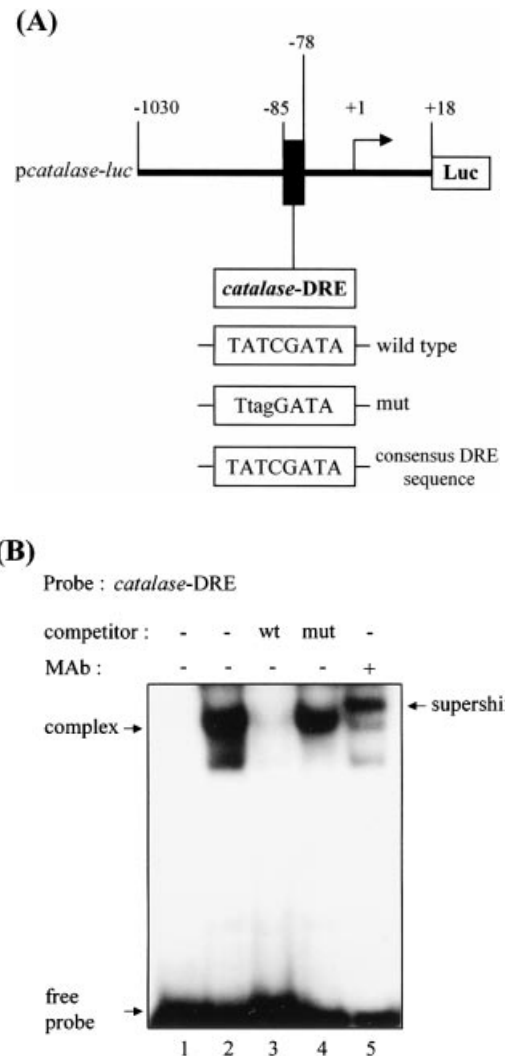 (A)
-78
-1030 -85 +1 +18
pcatalase-luc Luc
catalase-DRE
TATCGATA wild type
TtagGATA mut
TATCGATA consensus DRE
sequence
(B)
Probe : catalase-DRE
competitor : - - wt mut -
MAb : - - - - +
complex supershi
free
probe
1 2 3 4 5